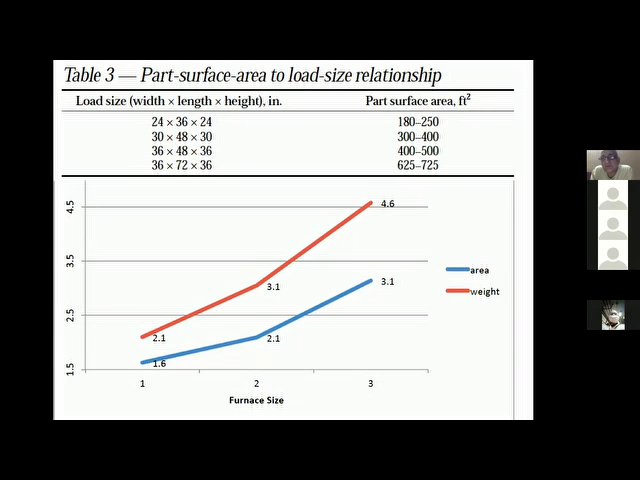 Table 3 — Part-surface-area to load-size relationship
Load size (width × length × height), in. Part surface area, ft²
24 × 36 × 24 180–250
30 × 48 × 30 300–400
36 × 48 × 36 400–500
36 × 72 × 36 625–725
4.5
3.5
2.5
1.5
4.6
3.1
3.1
2.1
2.1
1.6
area
weight
1 2 3
Furnace Size